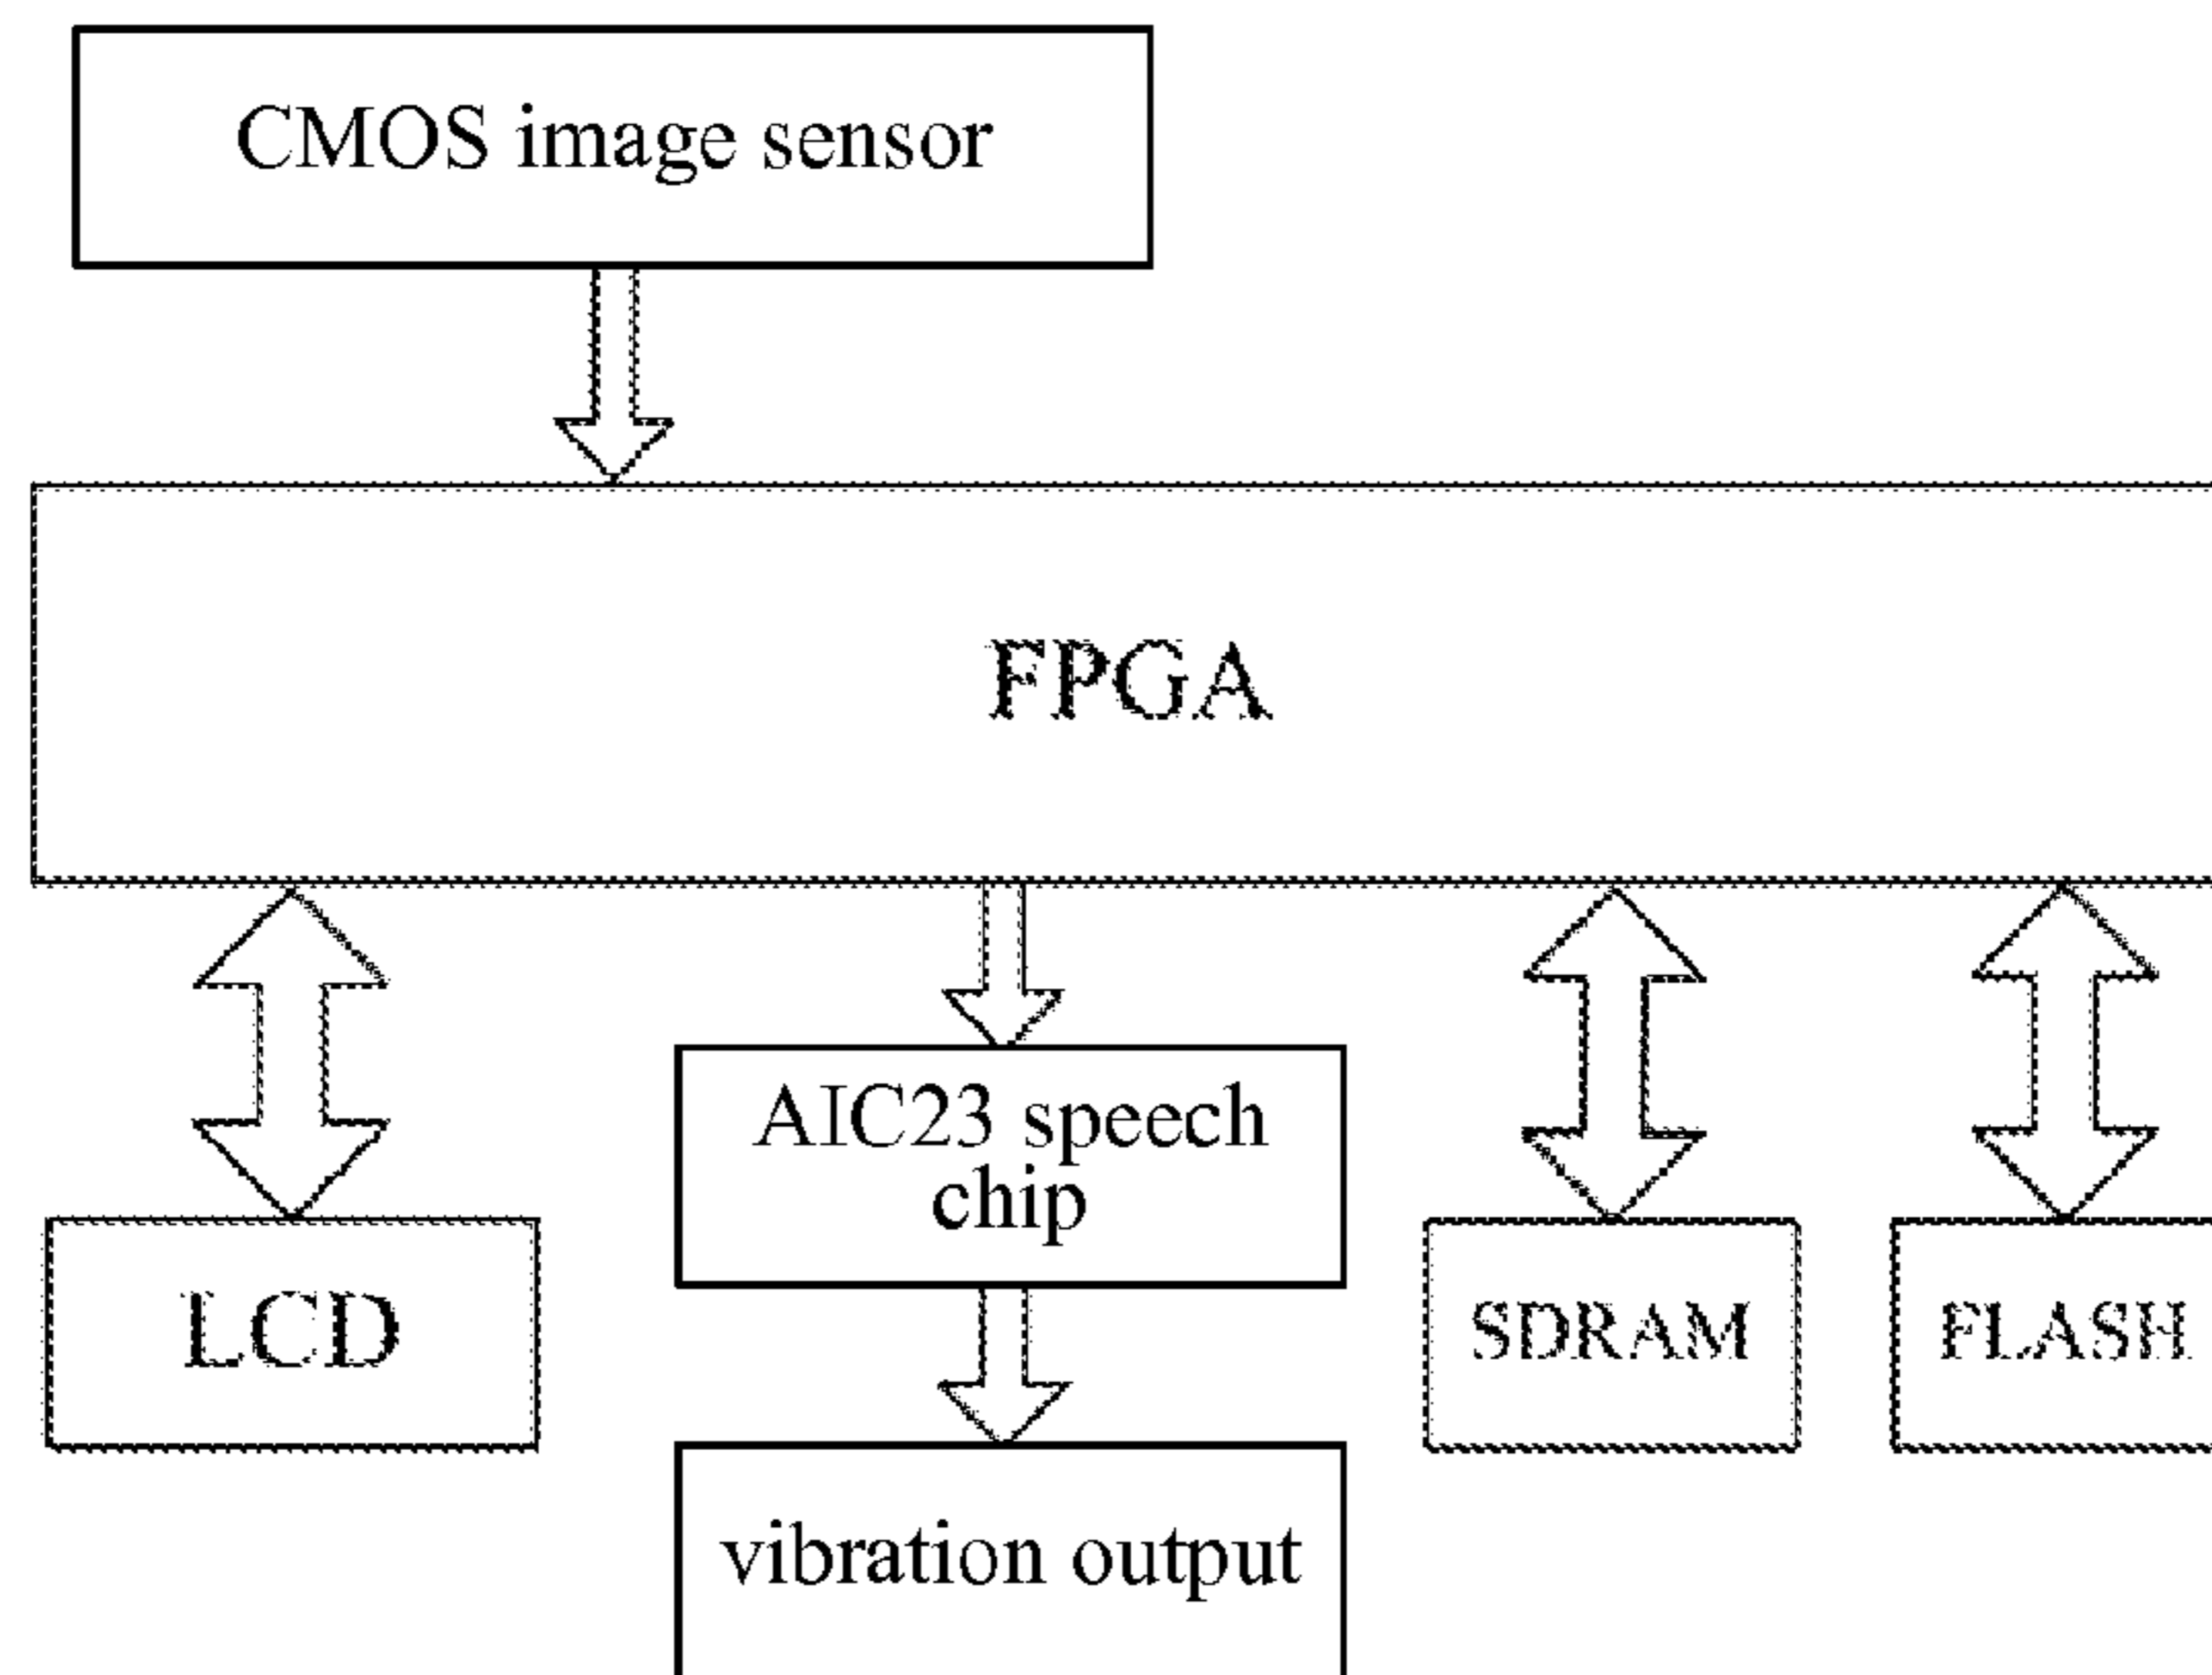 CMOS image sensor
FPGA
AIC23 speech
chip
LCD
SDRAM
FLASH
vibration output